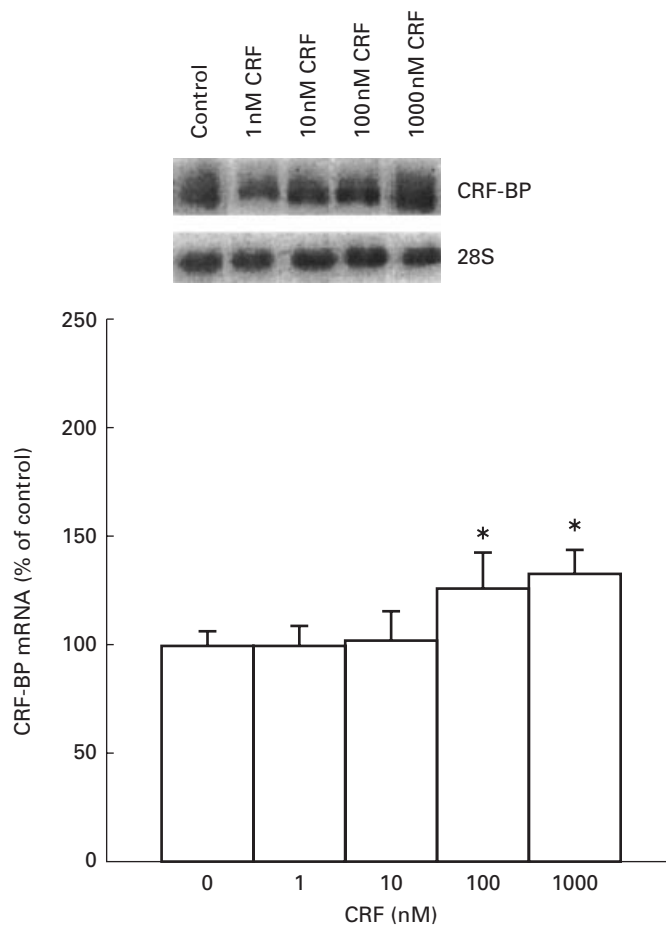 Control
1 nM CRF
10 nM CRF
100 nM CRF
1000 nM CRF
CRF-BP
28S
250
200
150
100
50
0
CRF-BP mRNA (% of control)
*
*
0 1 10 100 1000
CRF (nM)